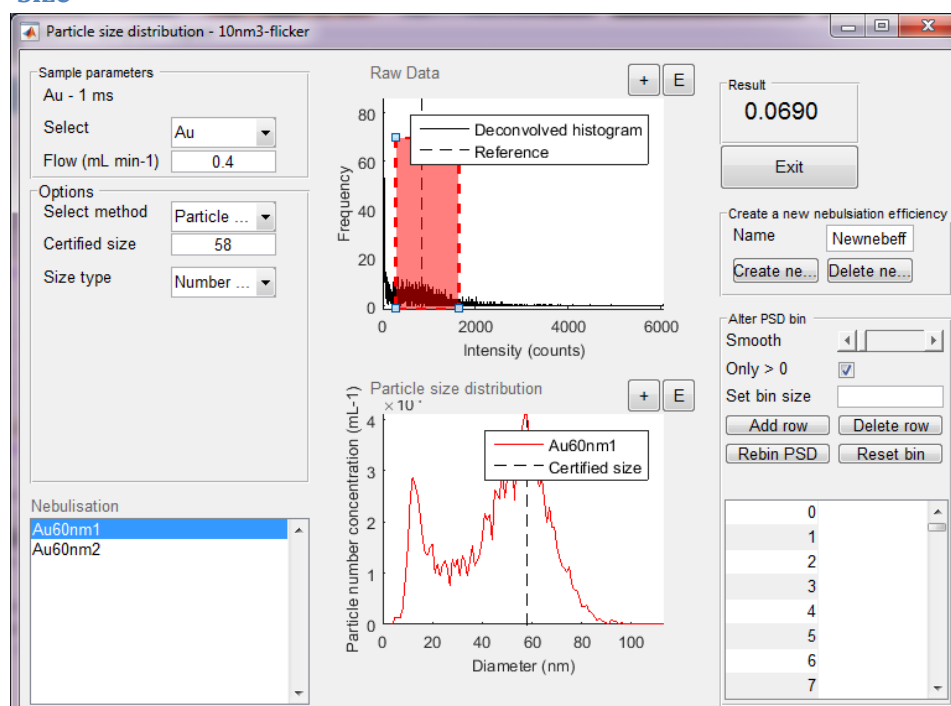 SIZE
Particle size distribution - 10nm3-flicker
Sample parameters
Au - 1 ms
Select
Au
Flow (mL min-1)
0.4
Options
Select method
Particle ...
Certified size
58
Size type
Number ...
Nebulisation
Au60nm1
Au60nm2
Raw Data
+
E
Deconvolved histogram
Reference
Frequency
80
60
40
20
0
0
2000
4000
6000
Intensity (counts)
Particle size distribution
+
E
Au60nm1
Certified size
Particle number concentration (mL-1)
4
3
2
1
0
0
20
40
60
80
100
Diameter (nm)
Result
0.0690
Exit
Create a new nebulsiation efficiency
Name
Newnebeff
Create ne...
Delete ne...
Alter PSD bin
Smooth
Only > 0
Set bin size
Add row
Delete row
Rebin PSD
Reset bin
0
1
2
3
4
5
6
7